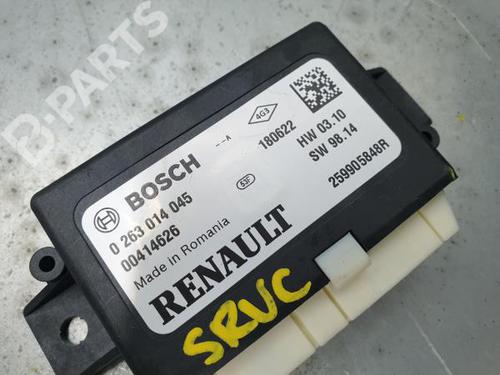 B-PARTS
BOSCH
0 263 014 045
00414626
Made in Romania
RENAULT
--A
4G3
180622
53F
HW 03.10
SW 98.14
259905848R
SRVC